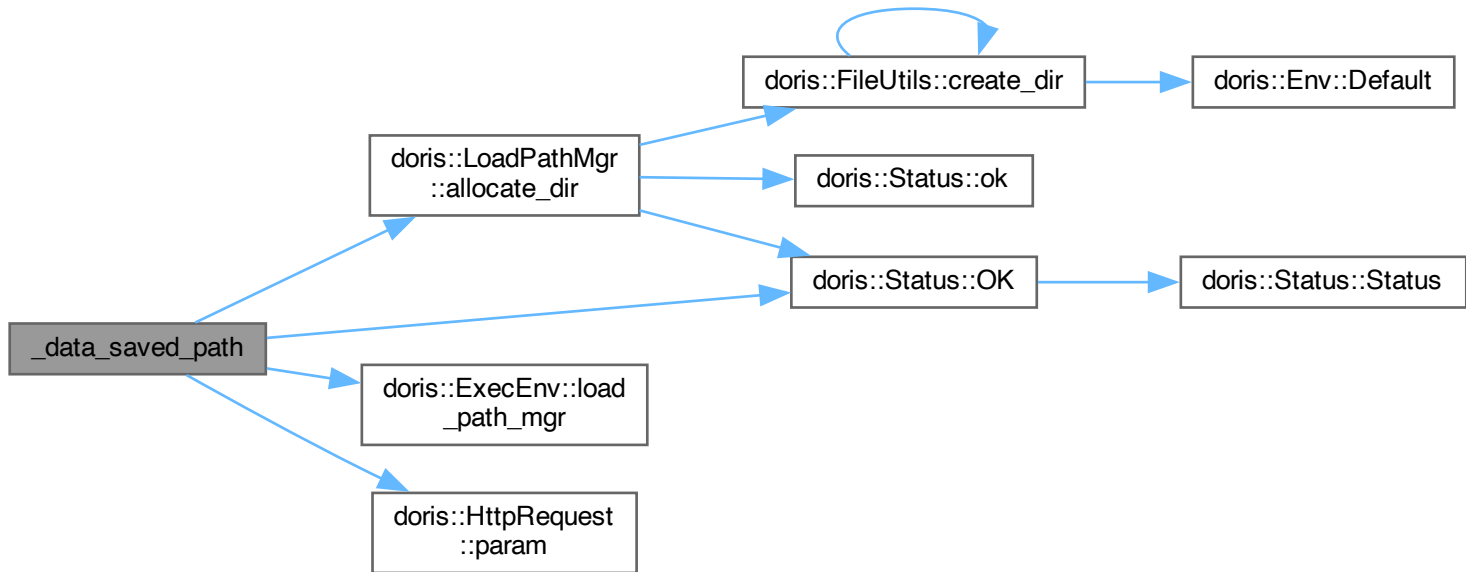 _data_saved_path
doris::LoadPathMgr
::allocate_dir
doris::FileUtils::create_dir
doris::Env::Default
doris::Status::ok
doris::Status::OK
doris::Status::Status
doris::ExecEnv::load
_path_mgr
doris::HttpRequest
::param